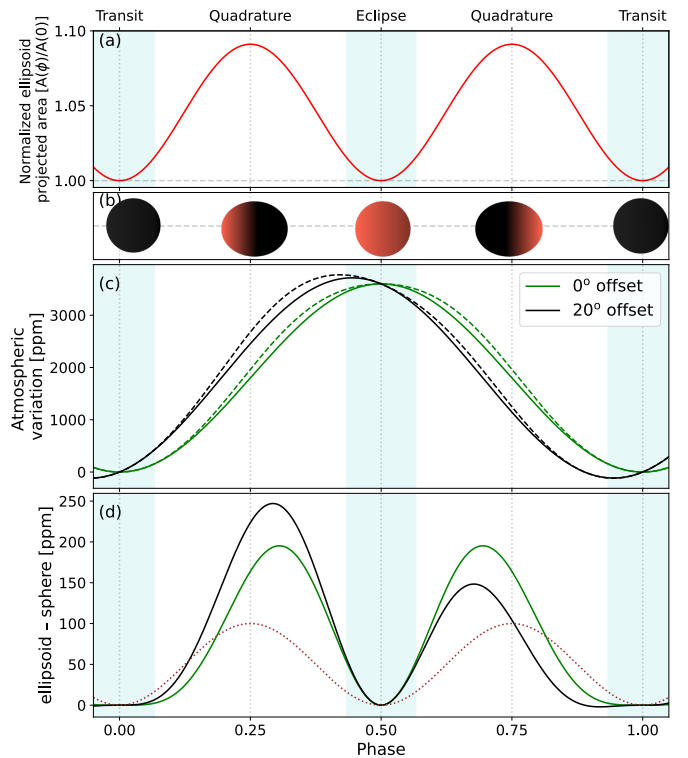 Transit Quadrature Eclipse Quadrature Transit
(a)
Normalized ellipsoid
projected area [A(ϕ)/A(0)]
1.10
1.05
1.00
(b)
(c)
Atmospheric
variation [ppm]
3000
2000
1000
0
0° offset
20° offset
(d)
ellipsoid – sphere [ppm]
250
200
150
100
50
0
0.00 0.25 0.50 0.75 1.00
Phase